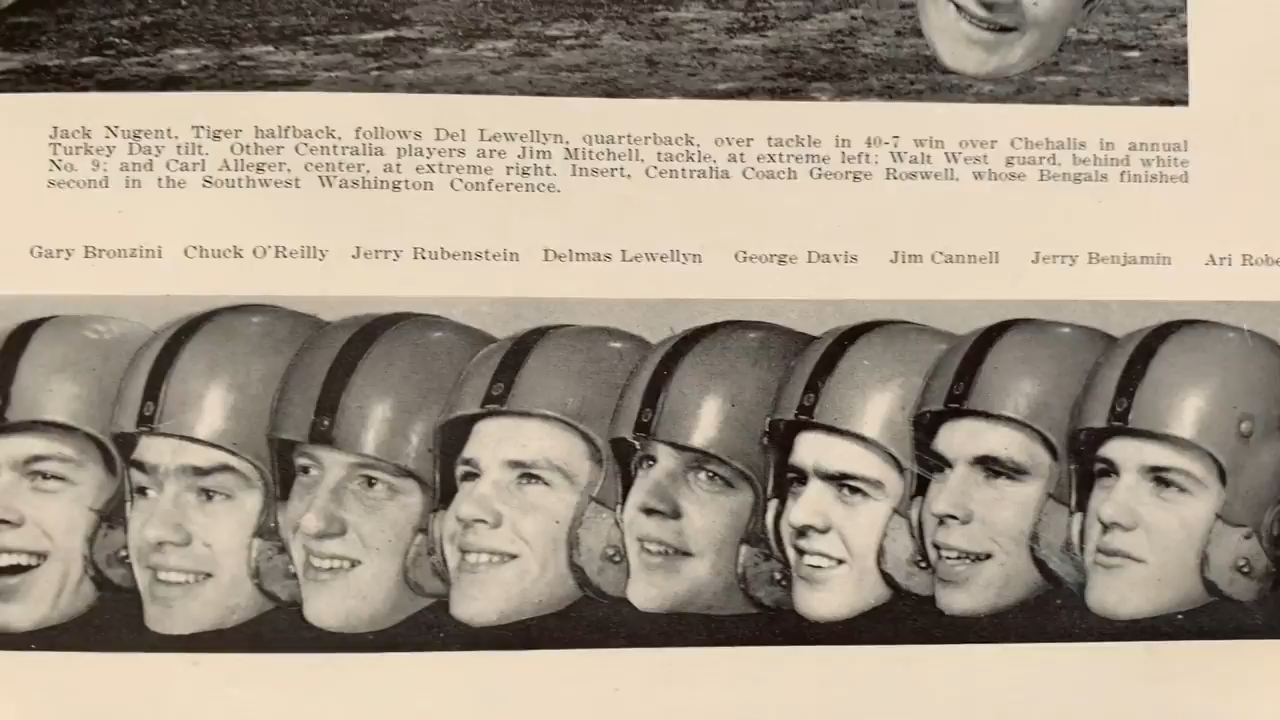 Jack Nugent, Tiger halfback, follows Del Lewellyn, quarterback, over tackle in 40-7 win over Chehalis in annual
Turkey Day tilt. Other Centralia players are Jim Mitchell, tackle, at extreme left; Walt West guard, behind white
No. 9; and Carl Alleger, center, at extreme right. Insert, Centralia Coach George Roswell, whose Bengals finished
second in the Southwest Washington Conference.
Gary Bronzini Chuck O'Reilly Jerry Rubenstein Delmas Lewellyn George Davis Jim Cannell Jerry Benjamin Ari Robe